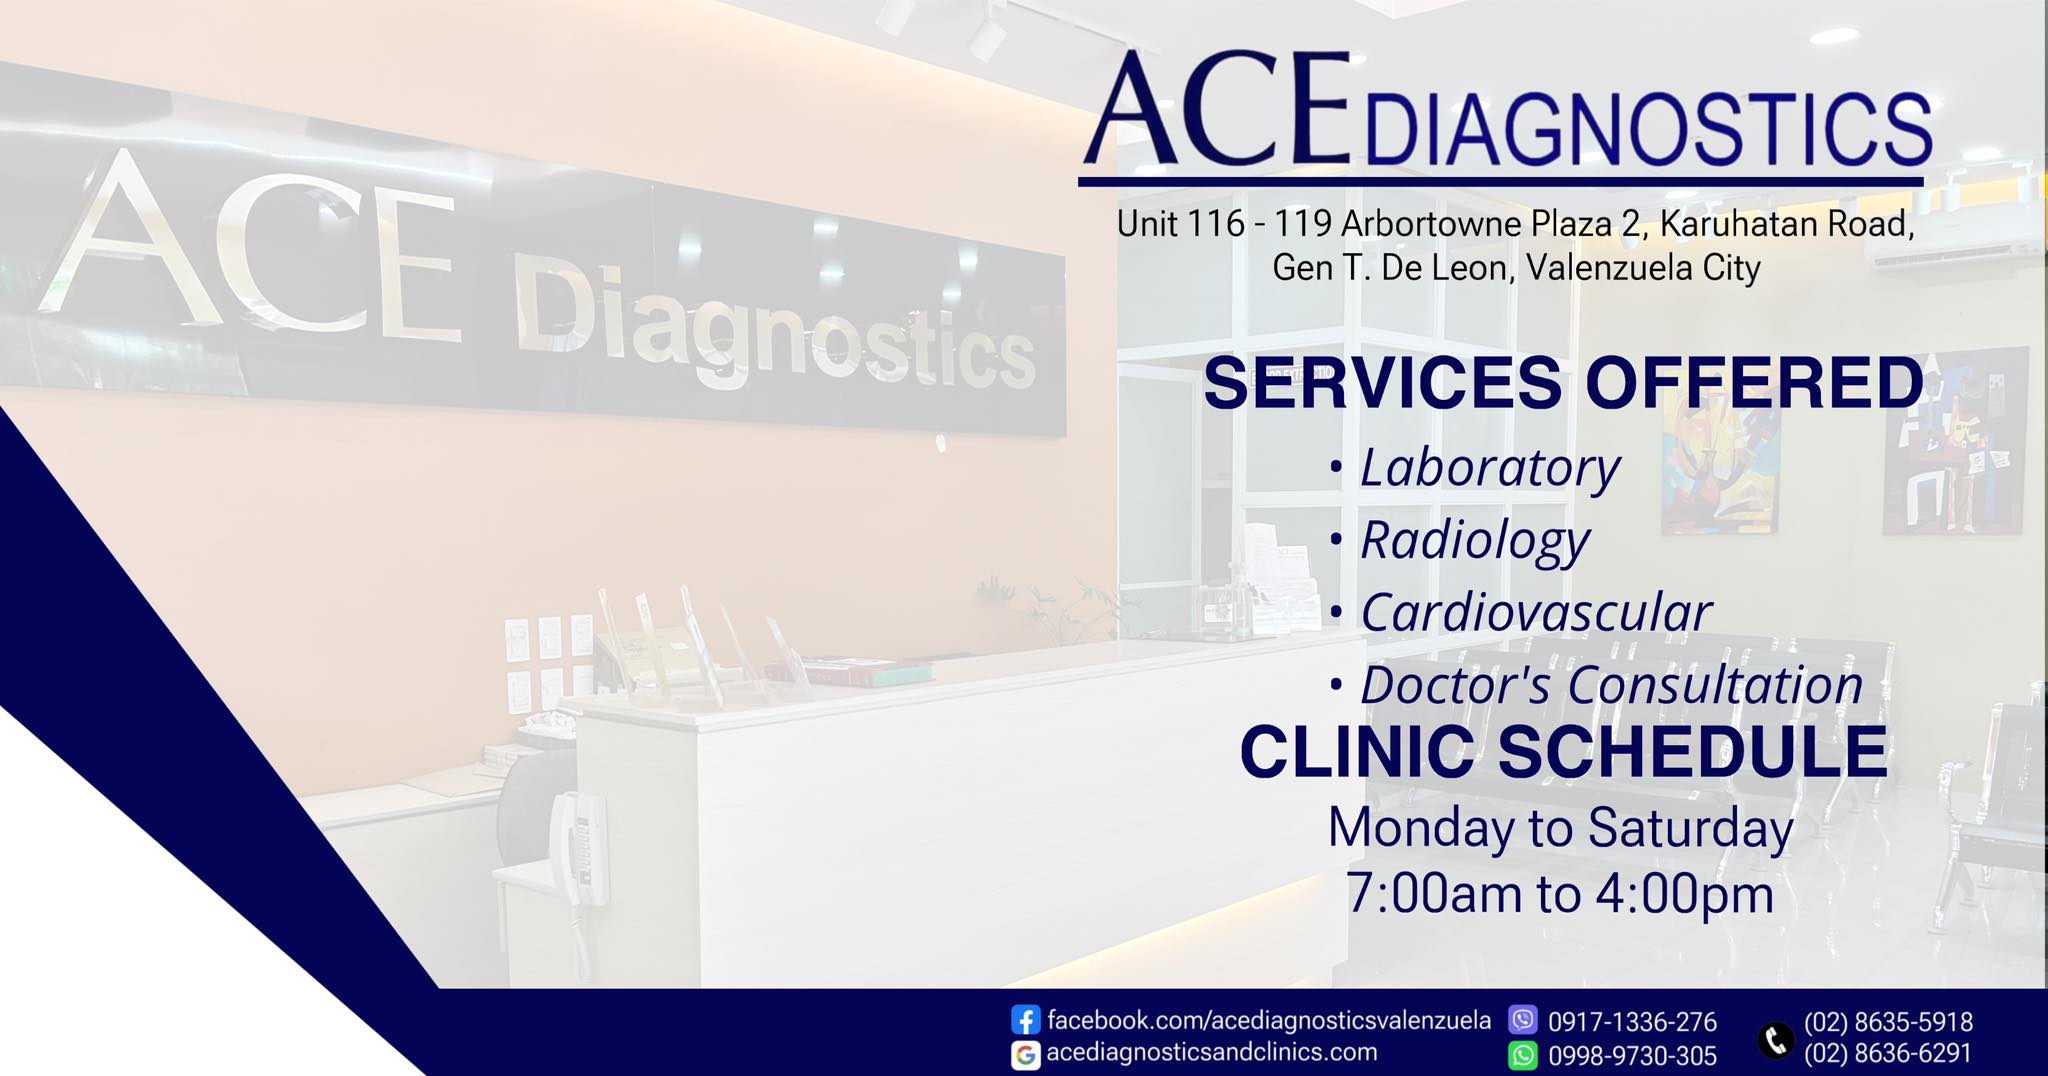 ACE Diagnostics
ACE DIAGNOSTICS
Unit 116 - 119 Arbortowne Plaza 2, Karuhatan Road,
Gen T. De Leon, Valenzuela City
SERVICES OFFERED
• Laboratory
• Radiology
• Cardiovascular
• Doctor's Consultation
CLINIC SCHEDULE
Monday to Saturday
7:00am to 4:00pm
facebook.com/acediagnosticsvalenzuela
acediagnosticsandclinics.com
0917-1336-276
0998-9730-305
(02) 8635-5918
(02) 8636-6291